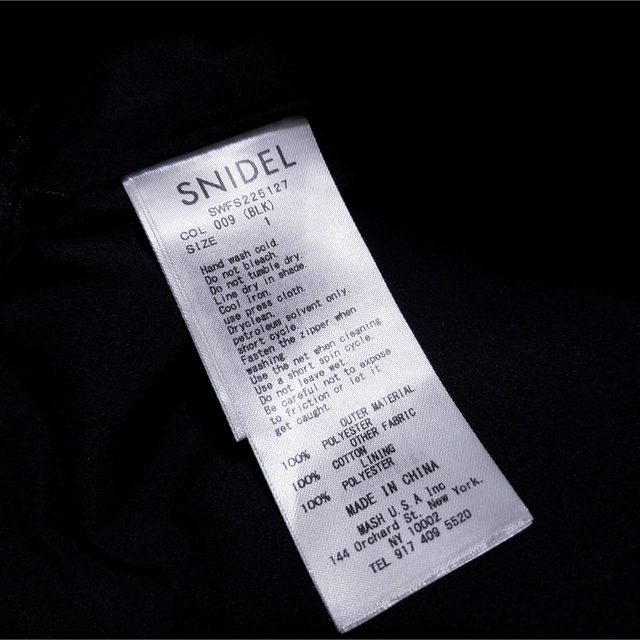 SNIDEL
SWFS225127
COL 009 (BLK)
SIZE 1
Hand wash cold.
Do not bleach.
Do not tumble dry.
Line dry in shade.
Cool iron.
use press cloth.
Dryclean.
petroleum solvent only.
short cycle.
Fasten the zipper when
washing.
Use the net when cleaning
Use a short spin cycle.
Do not leave wet.
Be careful not to expose
to friction or let it
get caught.
OUTER MATERIAL
100% POLYESTER
OTHER FABRIC
100% COTTON
LINING
100% POLYESTER
MADE IN CHINA
MASH U.S.A Inc
144 Orchard St. New York.
NY 10002
TEL 917 409 5520